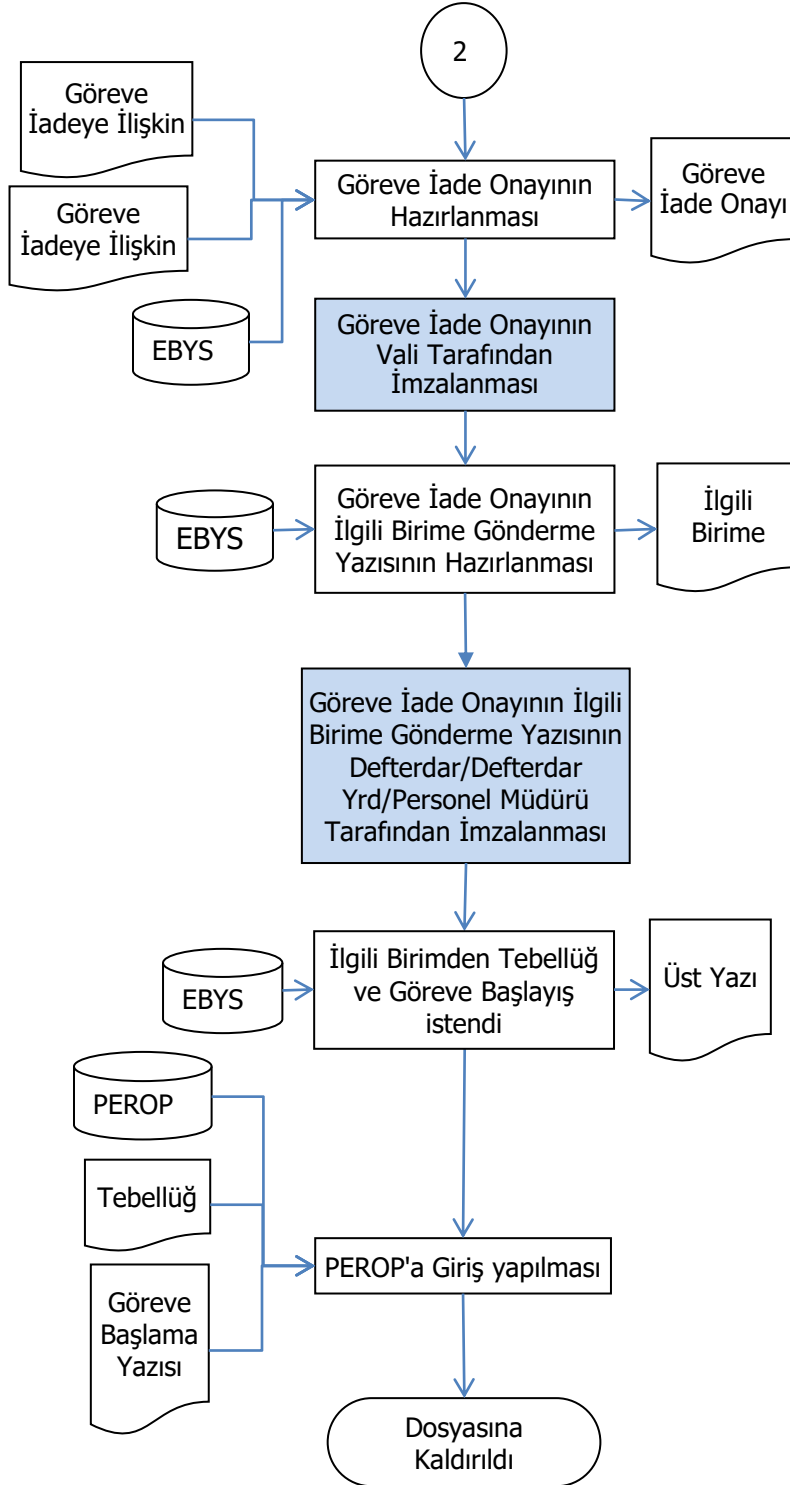 2
Göreve
İadeye İlişkin
Göreve İade Onayının
Hazırlanması
Göreve
İade Onayı
Göreve
İadeye İlişkin
EBYS
Göreve İade Onayının
Vali Tarafından
İmzalanması
EBYS
Göreve İade Onayının
İlgili Birime Gönderme
Yazısının Hazırlanması
İlgili
Birime
Göreve İade Onayının İlgili
Birime Gönderme Yazısının
Defterdar/Defterdar
Yrd/Personel Müdürü
Tarafından İmzalanması
EBYS
İlgili Birimden Tebellüğ
ve Göreve Başlayış
istendi
Üst Yazı
PEROP
Tebellüğ
Göreve
Başlama
Yazısı
PEROP'a Giriş yapılması
Dosyasına
Kaldırıldı